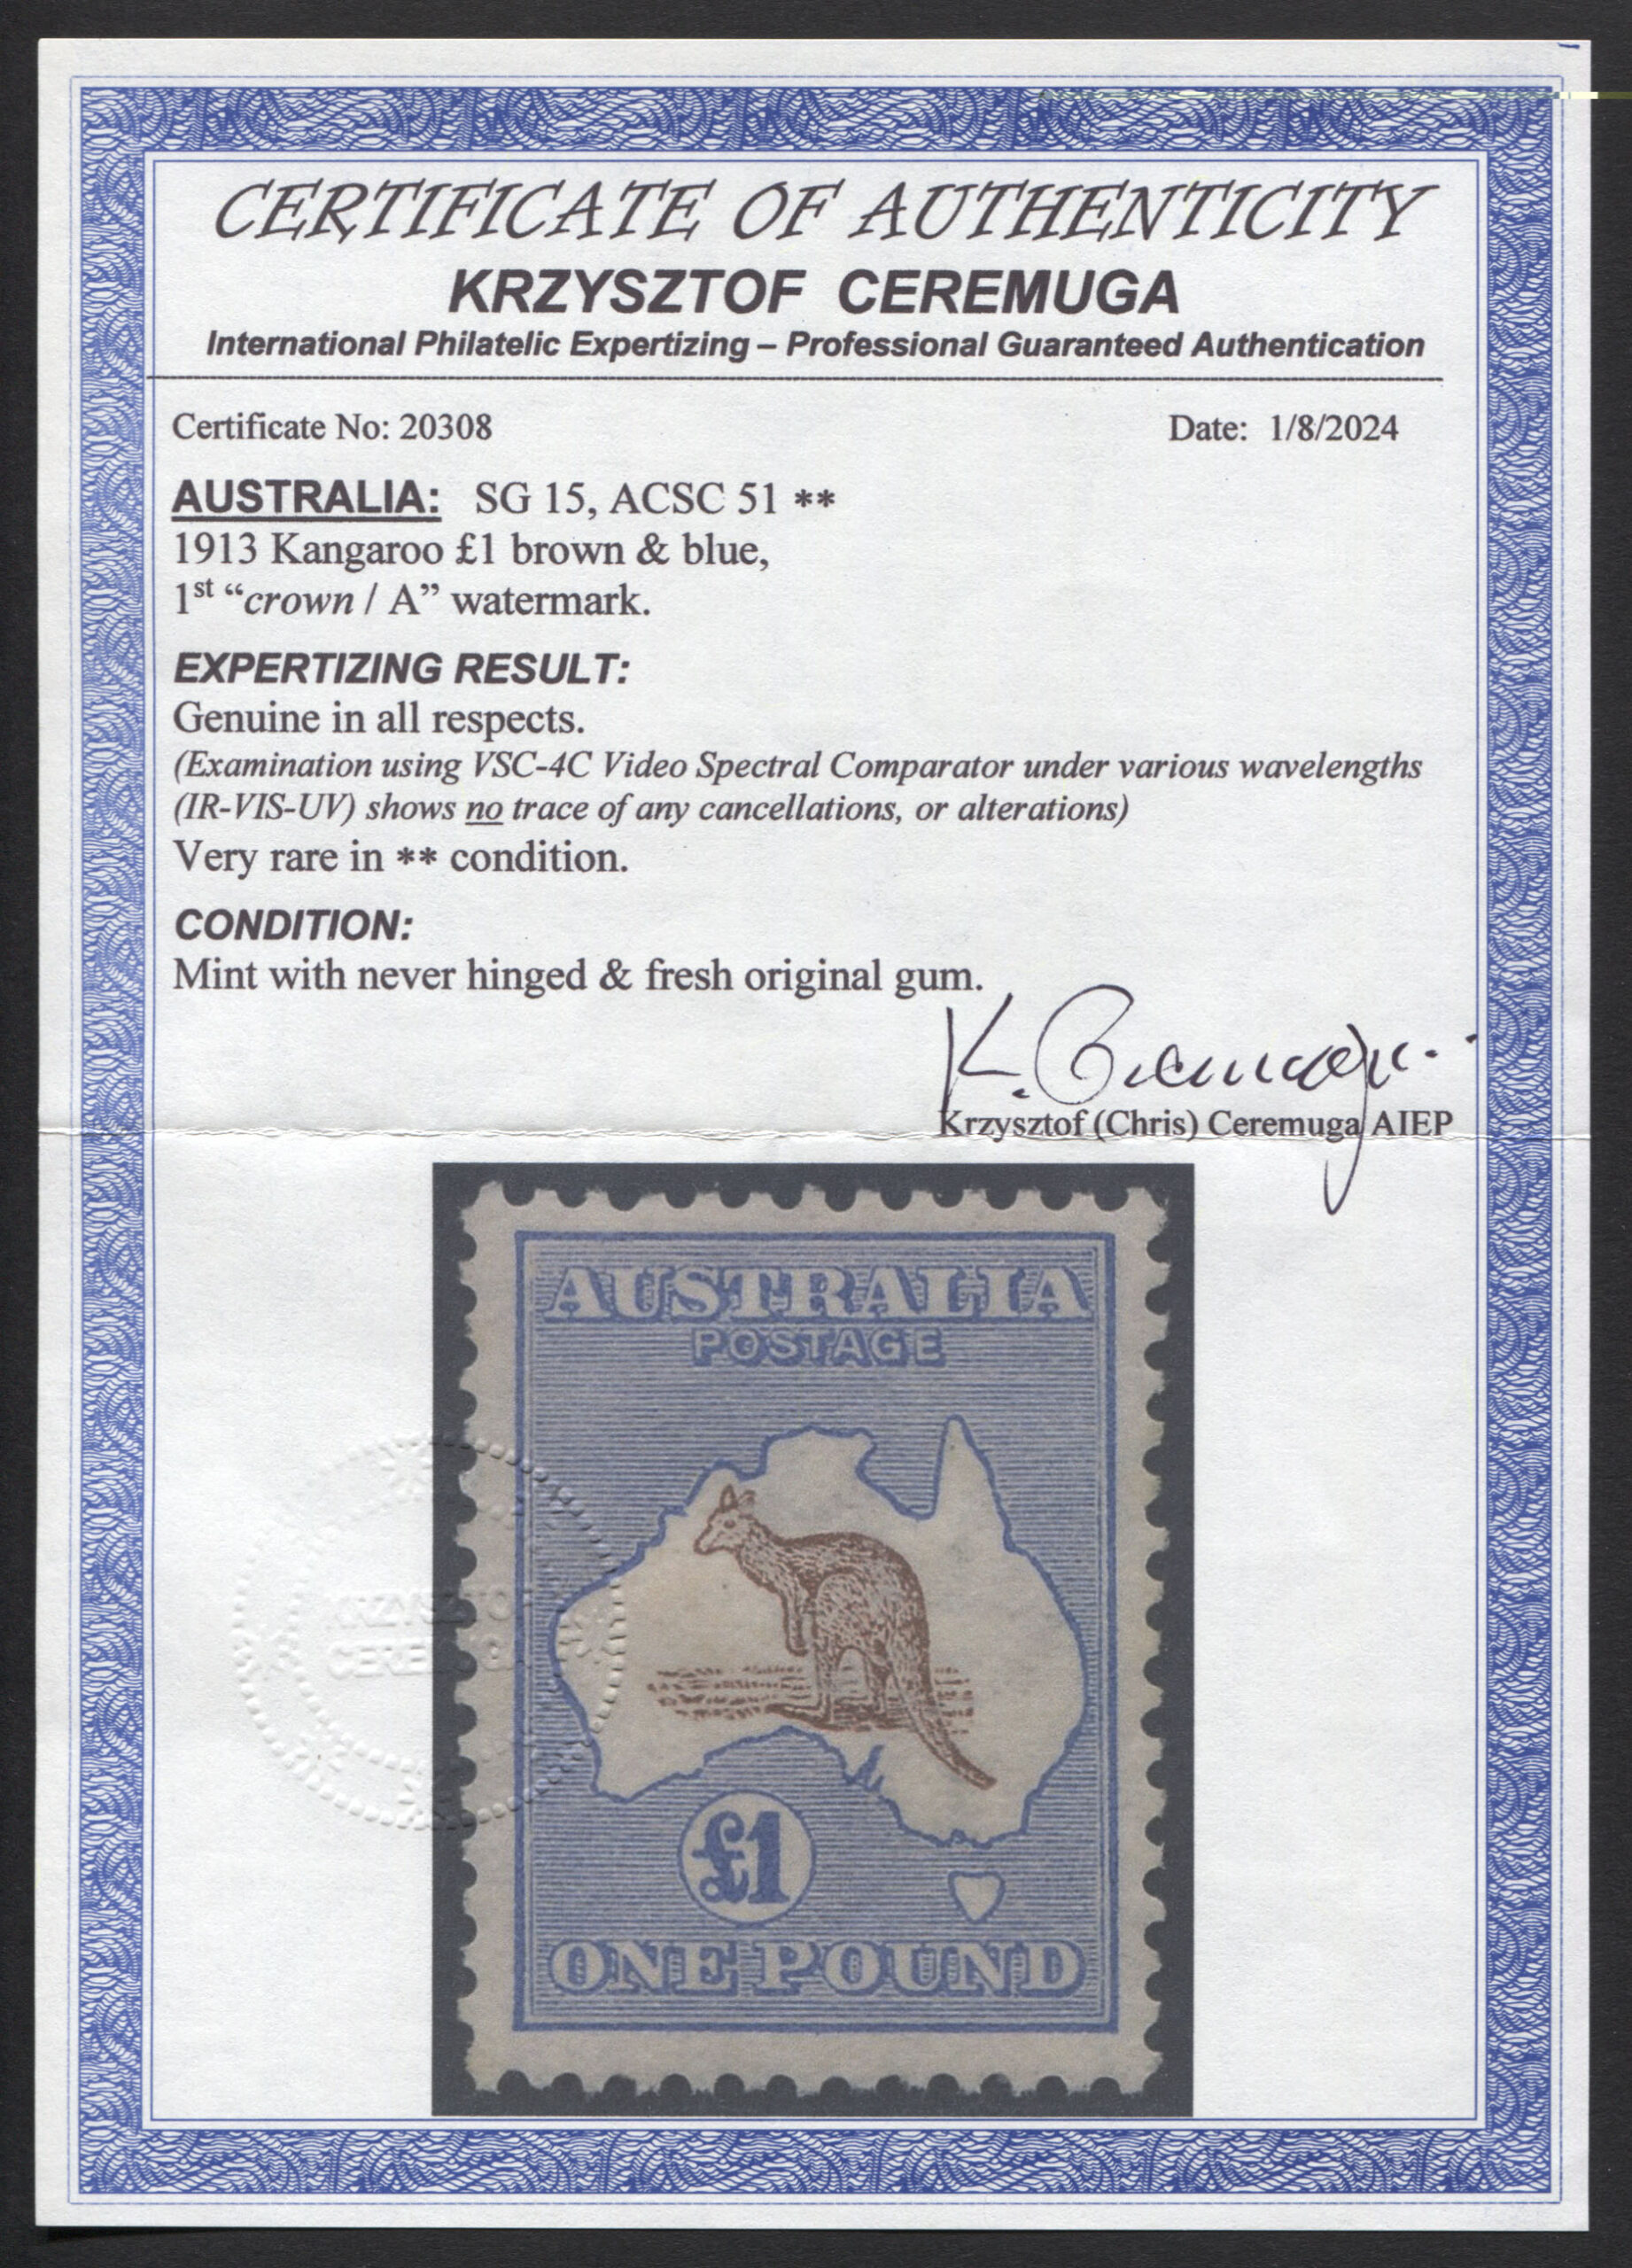 CERTIFICATE OF AUTHENTICITY
KRZYSZTOF CEREMUGA
International Philatelic Expertizing – Professional Guaranteed Authentication
Certificate No: 20308 Date: 1/8/2024
AUSTRALIA: SG 15, ACSC 51 **
1913 Kangaroo £1 brown & blue,
1st “crown / A” watermark.
EXPERTIZING RESULT:
Genuine in all respects.
(Examination using VSC-4C Video Spectral Comparator under various wavelengths
(IR-VIS-UV) shows no trace of any cancellations, or alterations)
Very rare in ** condition.
CONDITION:
Mint with never hinged & fresh original gum.
K. Ceremuga
Krzysztof (Chris) Ceremuga AIEP
AUSTRALIA
POSTAGE
£1
ONE POUND